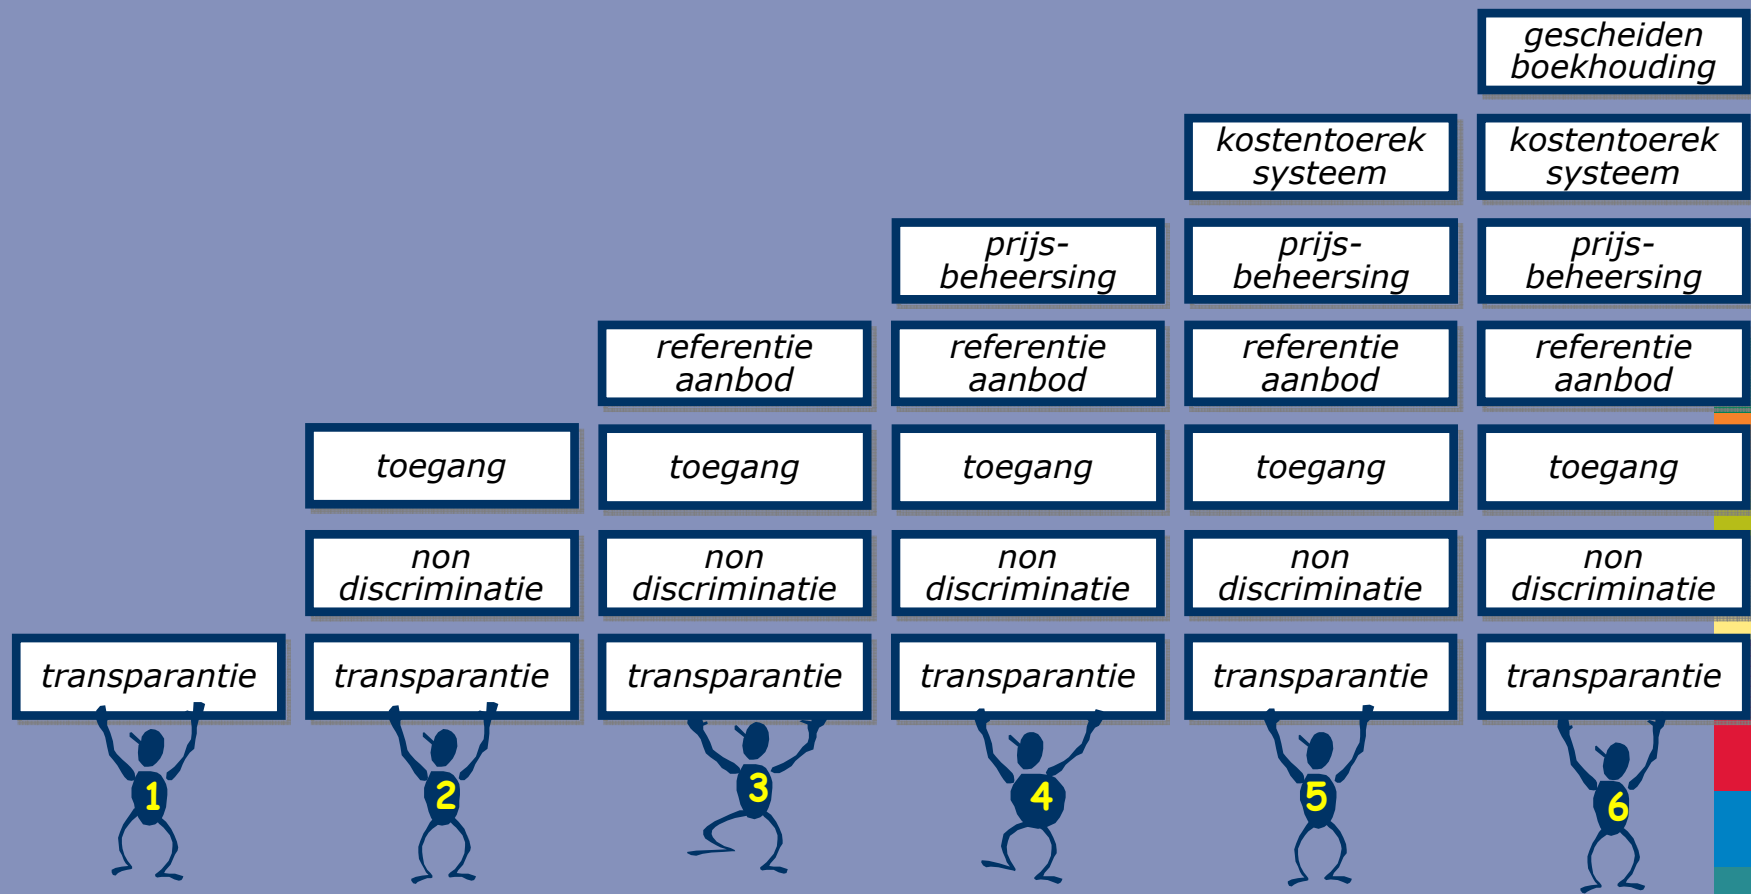 gescheiden
boekhouding
kostentoerek
systeem
kostentoerek
systeem
prijs-
beheersing
prijs-
beheersing
prijs-
beheersing
referentie
aanbod
referentie
aanbod
referentie
aanbod
referentie
aanbod
toegang
toegang
toegang
toegang
toegang
non
discriminatie
non
discriminatie
non
discriminatie
non
discriminatie
non
discriminatie
transparantie
transparantie
transparantie
transparantie
transparantie
transparantie
1
2
3
4
5
6